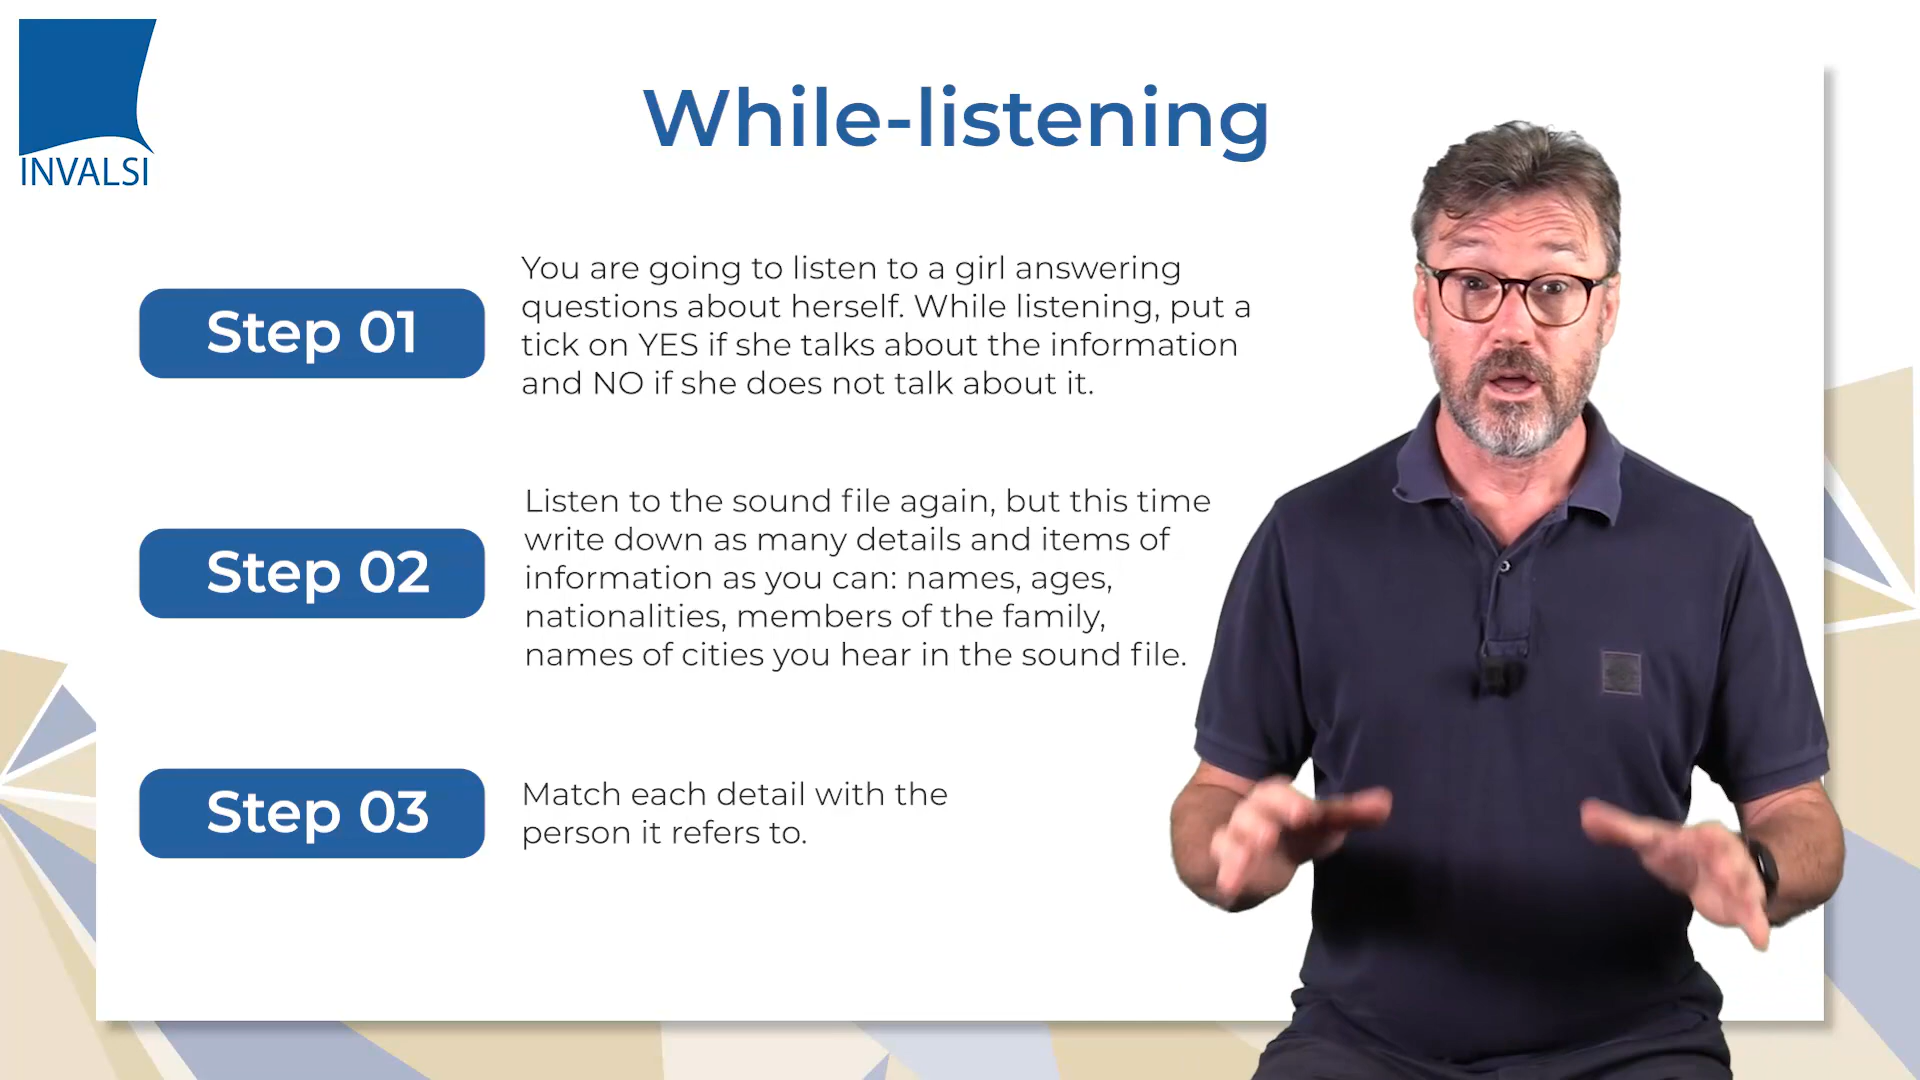 INVALSI
While-listening
Step 01
You are going to listen to a girl answering
questions about herself. While listening, put a
tick on YES if she talks about the information
and NO if she does not talk about it.
Step 02
Listen to the sound file again, but this time
write down as many details and items of
information as you can: names, ages,
nationalities, members of the family,
names of cities you hear in the sound file.
Step 03
Match each detail with the
person it refers to.